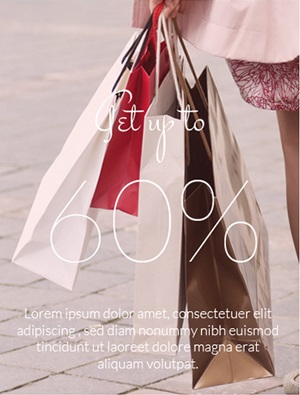 Get up to
60%
Lorem ipsum dolor amet, consectetuer elit
adipiscing , sed diam nonummy nibh euismod
tincidunt ut laoreet dolore magna erat
aliquam volutpat.